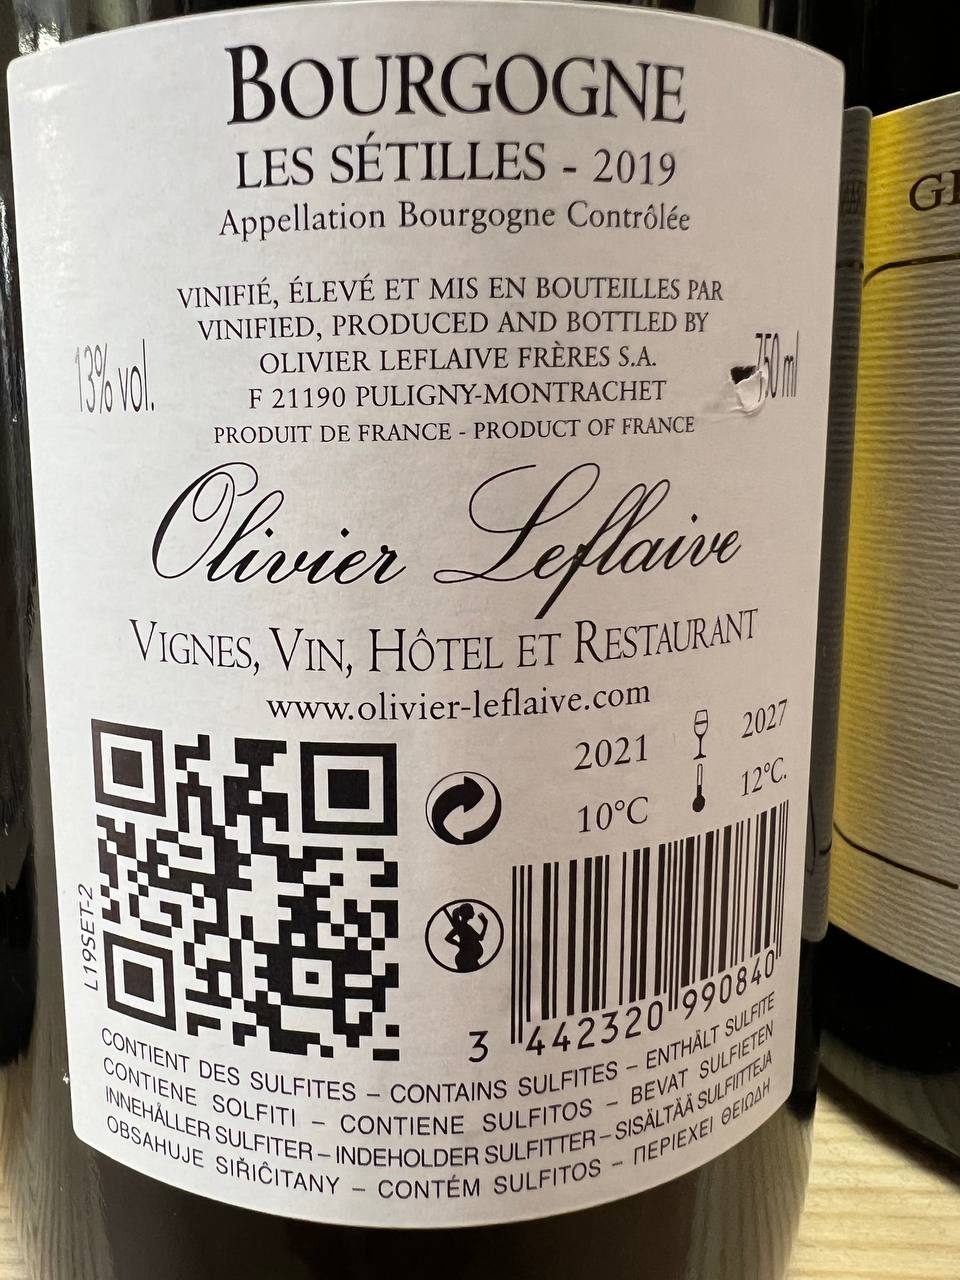 BOURGOGNE
LES SÉTILLES - 2019
Appellation Bourgogne Contrôlée
VINIFIÉ, ÉLEVÉ ET MIS EN BOUTEILLES PAR
VINIFIED, PRODUCED AND BOTTLED BY
OLIVIER LEFLAIVE FRÈRES S.A.
13% vol.
750 ml
F 21190 PULIGNY-MONTRACHET
PRODUIT DE FRANCE - PRODUCT OF FRANCE
Olivier Leflaive
VIGNES, VIN, HÔTEL ET RESTAURANT
www.olivier-leflaive.com
2021 2027
10°C 12°C.
L19SET-2
3 442320 990840
CONTIENT DES SULFITES – CONTAINS SULFITES – ENTHÄLT SULFITE
CONTIENE SOLFITI – CONTIENE SULFITOS – BEVAT SULFIETEN
INNEHÅLLER SULFITER – INDEHOLDER SULFITTER – SISÄLTÄÄ SULFIITTEJA
OBSAHUJE SIŘIČITANY – CONTÉM SULFITOS – ΠΕΡΙΕΧΕΙ ΘΕΙΩΔΗ